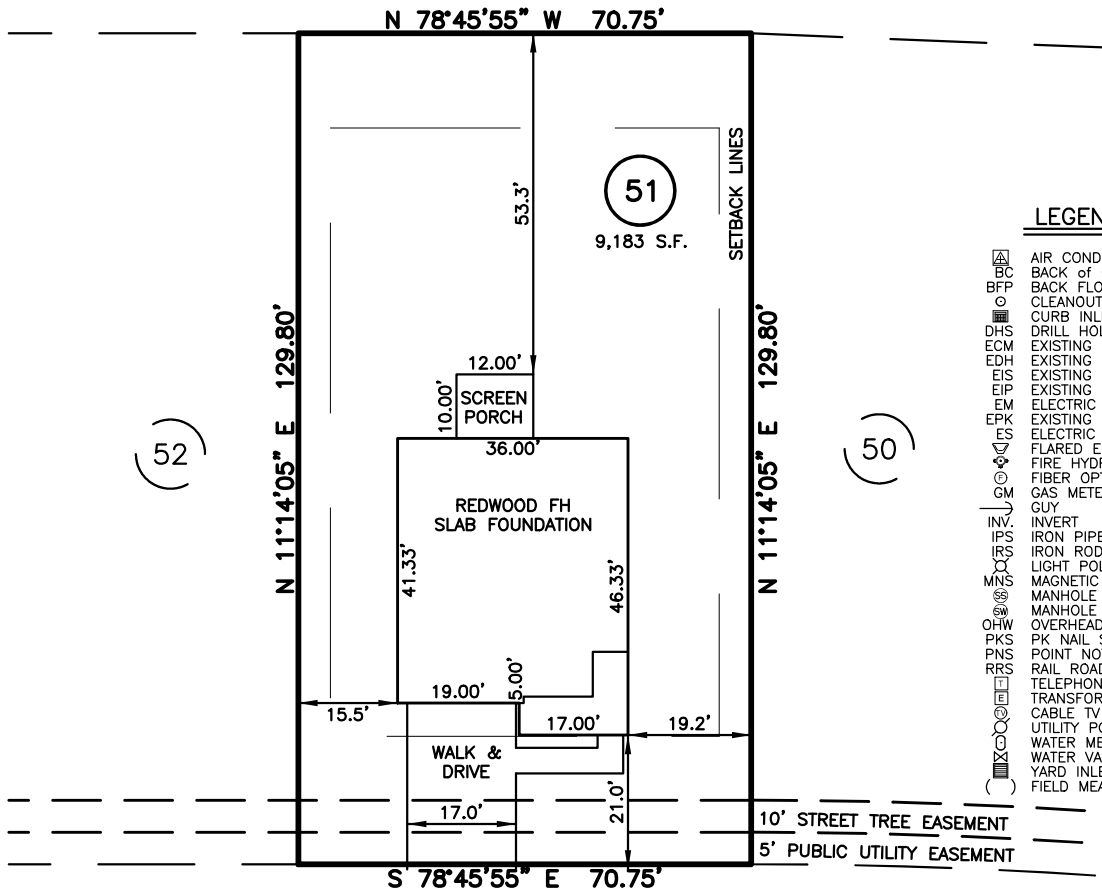 N 78°45'55" W 70.75'
SETBACK LINES
51
9,183 S.F.
53.3'
N 11°14'05" E 129.80'
N 11°14'05" E 129.80'
12.00'
10.00'
SCREEN
PORCH
36.00'
52
50
REDWOOD FH
SLAB FOUNDATION
41.33'
46.33'
19.00'
5.00'
17.00'
15.5'
19.2'
WALK &
DRIVE
17.0'
21.0'
10' STREET TREE EASEMENT
5' PUBLIC UTILITY EASEMENT
S 78°45'55" E 70.75'
LEGEN
AIR COND
BC BACK of
BFP BACK FLO
CLEANOUT
CURB INL
DHS DRILL HOL
ECM EXISTING
EDH EXISTING
EIS EXISTING
EIP EXISTING
EM ELECTRIC
EPK EXISTING
ES ELECTRIC
FLARED E
FIRE HYDR
F FIBER OPT
GM GAS METE
GUY
INV. INVERT
IPS IRON PIPE
IRS IRON ROD
LIGHT POL
MNS MAGNETIC
SS MANHOLE
SW MANHOLE
OHW OVERHEAD
PKS PK NAIL S
PNS POINT NO
RRS RAIL ROAD
T TELEPHON
E TRANSFOR
TV CABLE TV
UTILITY PO
WATER ME
WATER VA
YARD INLE
( ) FIELD MEA